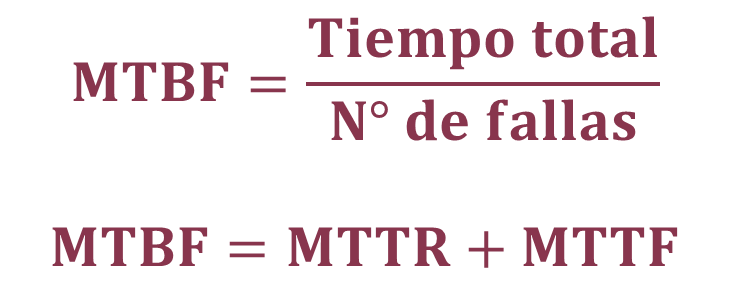 MTBF = Tiempo total / N° de fallas
MTBF = MTTR + MTTF